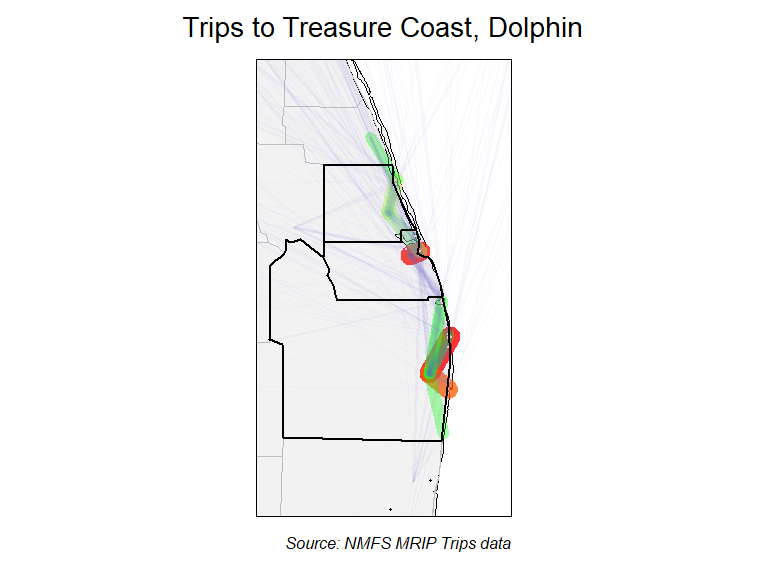 Trips to Treasure Coast, Dolphin
Source: NMFS MRIP Trips data